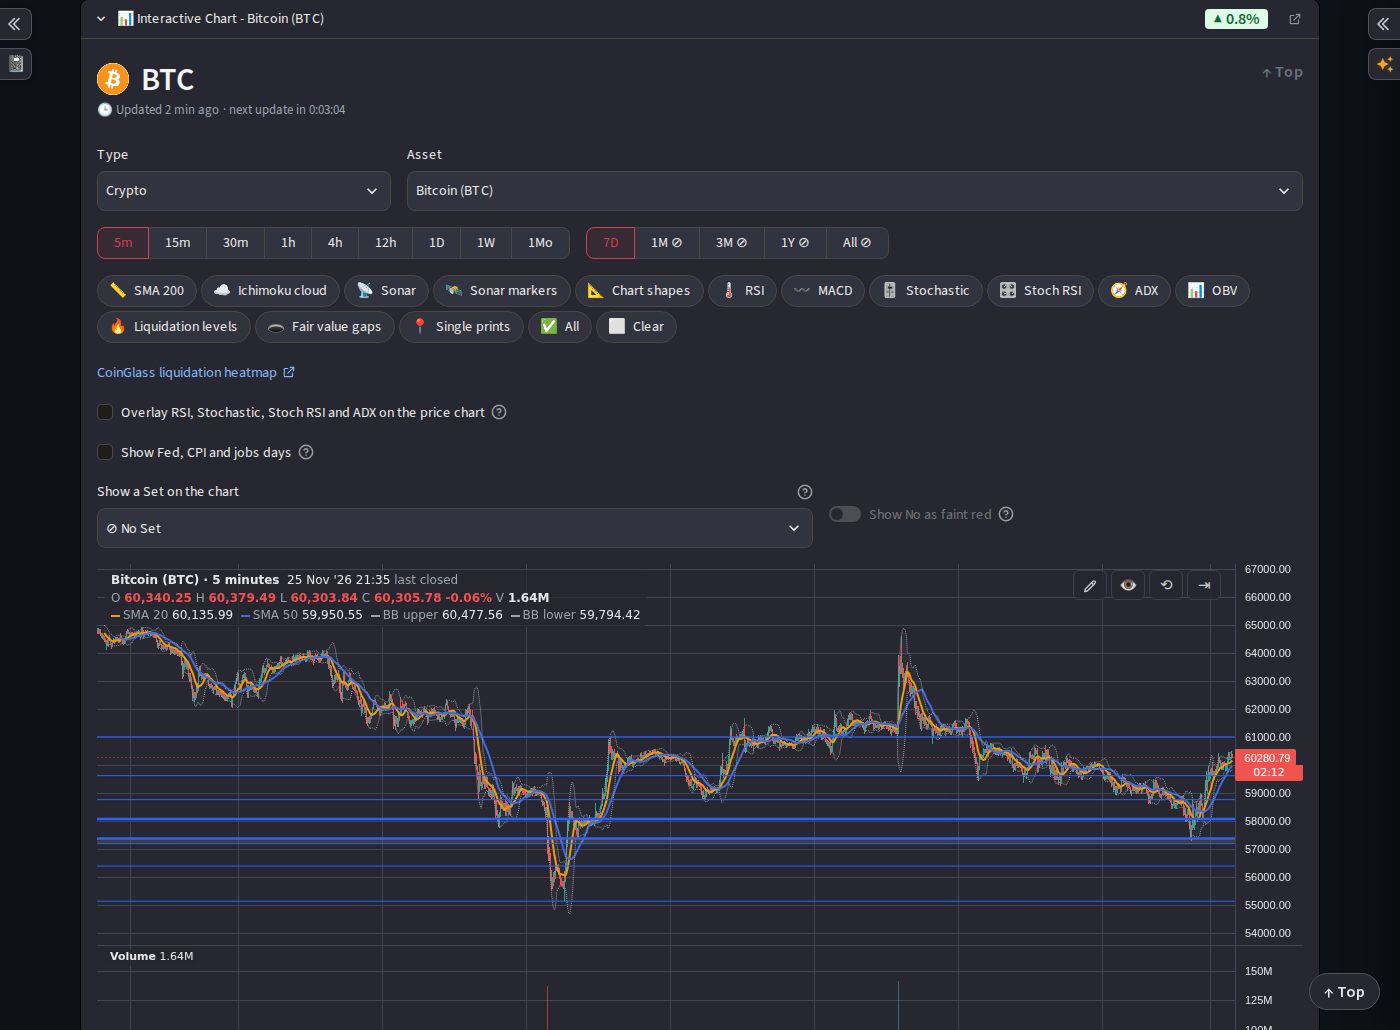 Interactive Chart - Bitcoin (BTC)
▲ 0.8%
BTC
↑ Top
Updated 2 min ago · next update in 0:03:04
Type
Asset
Crypto
Bitcoin (BTC)
5m 15m 30m 1h 4h 12h 1D 1W 1Mo 7D 1M ⊘ 3M ⊘ 1Y ⊘ All ⊘
SMA 200 Ichimoku cloud Sonar Sonar markers Chart shapes RSI MACD Stochastic Stoch RSI ADX OBV
Liquidation levels Fair value gaps Single prints All Clear
CoinGlass liquidation heatmap
Overlay RSI, Stochastic, Stoch RSI and ADX on the price chart
Show Fed, CPI and jobs days
Show a Set on the chart
⊘ No Set
Show No as faint red
Bitcoin (BTC) · 5 minutes 25 Nov '26 21:35 last closed
O 60,340.25 H 60,379.49 L 60,303.84 C 60,305.78 -0.06% V 1.64M
SMA 20 60,135.99 SMA 50 59,950.55 BB upper 60,477.56 BB lower 59,794.42
67000.00
66000.00
65000.00
64000.00
63000.00
62000.00
61000.00
60280.79
02:12
59000.00
58000.00
57000.00
56000.00
55000.00
54000.00
Volume 1.64M
150M
125M
↑ Top